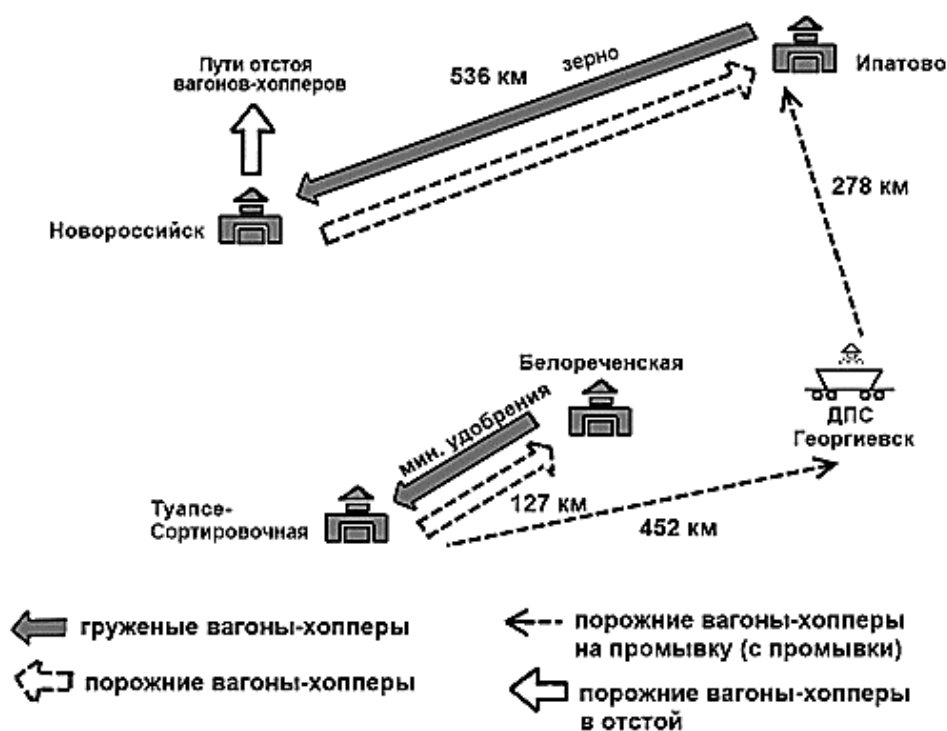 Пути отстоя
вагонов-хопперов
536 км
зерно
Ипатово
278 км
Новороссийск
Белореченская
мин. удобрения
127 км
ДПС
Георгиевск
Туапсе-
Сортировочная
452 км
груженые вагоны-хопперы
порожние вагоны-хопперы
порожние вагоны-хопперы
на промывку (с промывки)
порожние вагоны-хопперы
в отстой